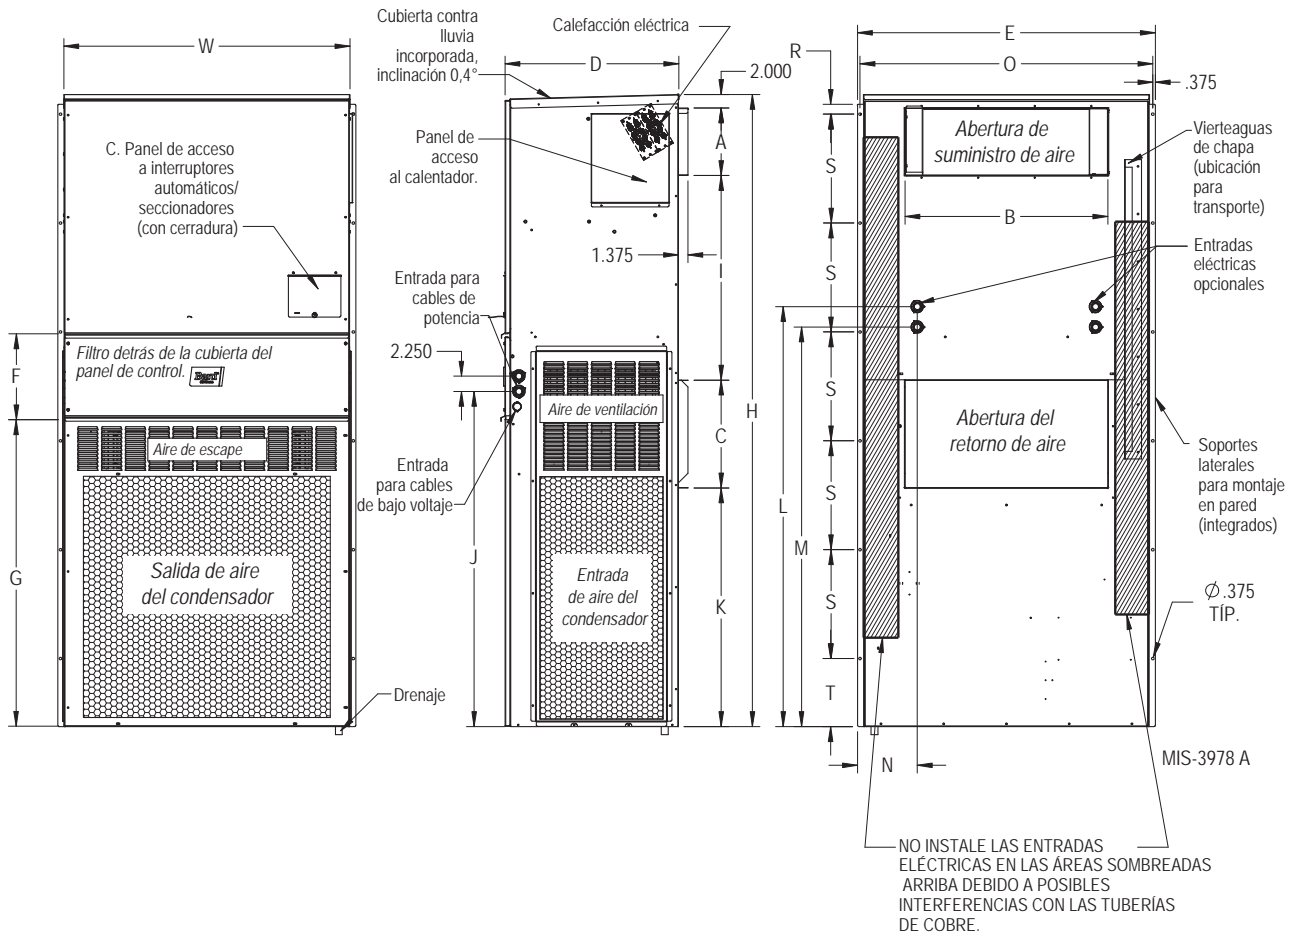 W
C. Panel de acceso
a interruptores
automáticos/
seccionadores
(con cerradura)
F
Filtro detrás de la cubierta del
panel de control.
Bard
Aire de escape
G
Salida de aire
del condensador
Drenaje
Cubierta contra
lluvia
incorporada,
inclinación 0,4°
Calefacción eléctrica
D
2.000
Panel de
acceso
al calentador.
A
1.375
I
Entrada para
cables de
potencia
2.250
Aire de ventilación
H
C
Entrada
para cables
de bajo voltaje
J
Entrada
de aire del
condensador
K
E
R
O
.375
Abertura de
suministro de aire
Vierteaguas
de chapa
(ubicación
para
transporte)
S
B
S
Entradas
eléctricas
opcionales
S
Abertura del
retorno de aire
S
L
M
Soportes
laterales
para montaje
en pared
(integrados)
S
Ø.375
TÍP.
T
N
MIS-3978 A
NO INSTALE LAS ENTRADAS
ELÉCTRICAS EN LAS ÁREAS SOMBREADAS
ARRIBA DEBIDO A POSIBLES
INTERFERENCIAS CON LAS TUBERÍAS
DE COBRE.